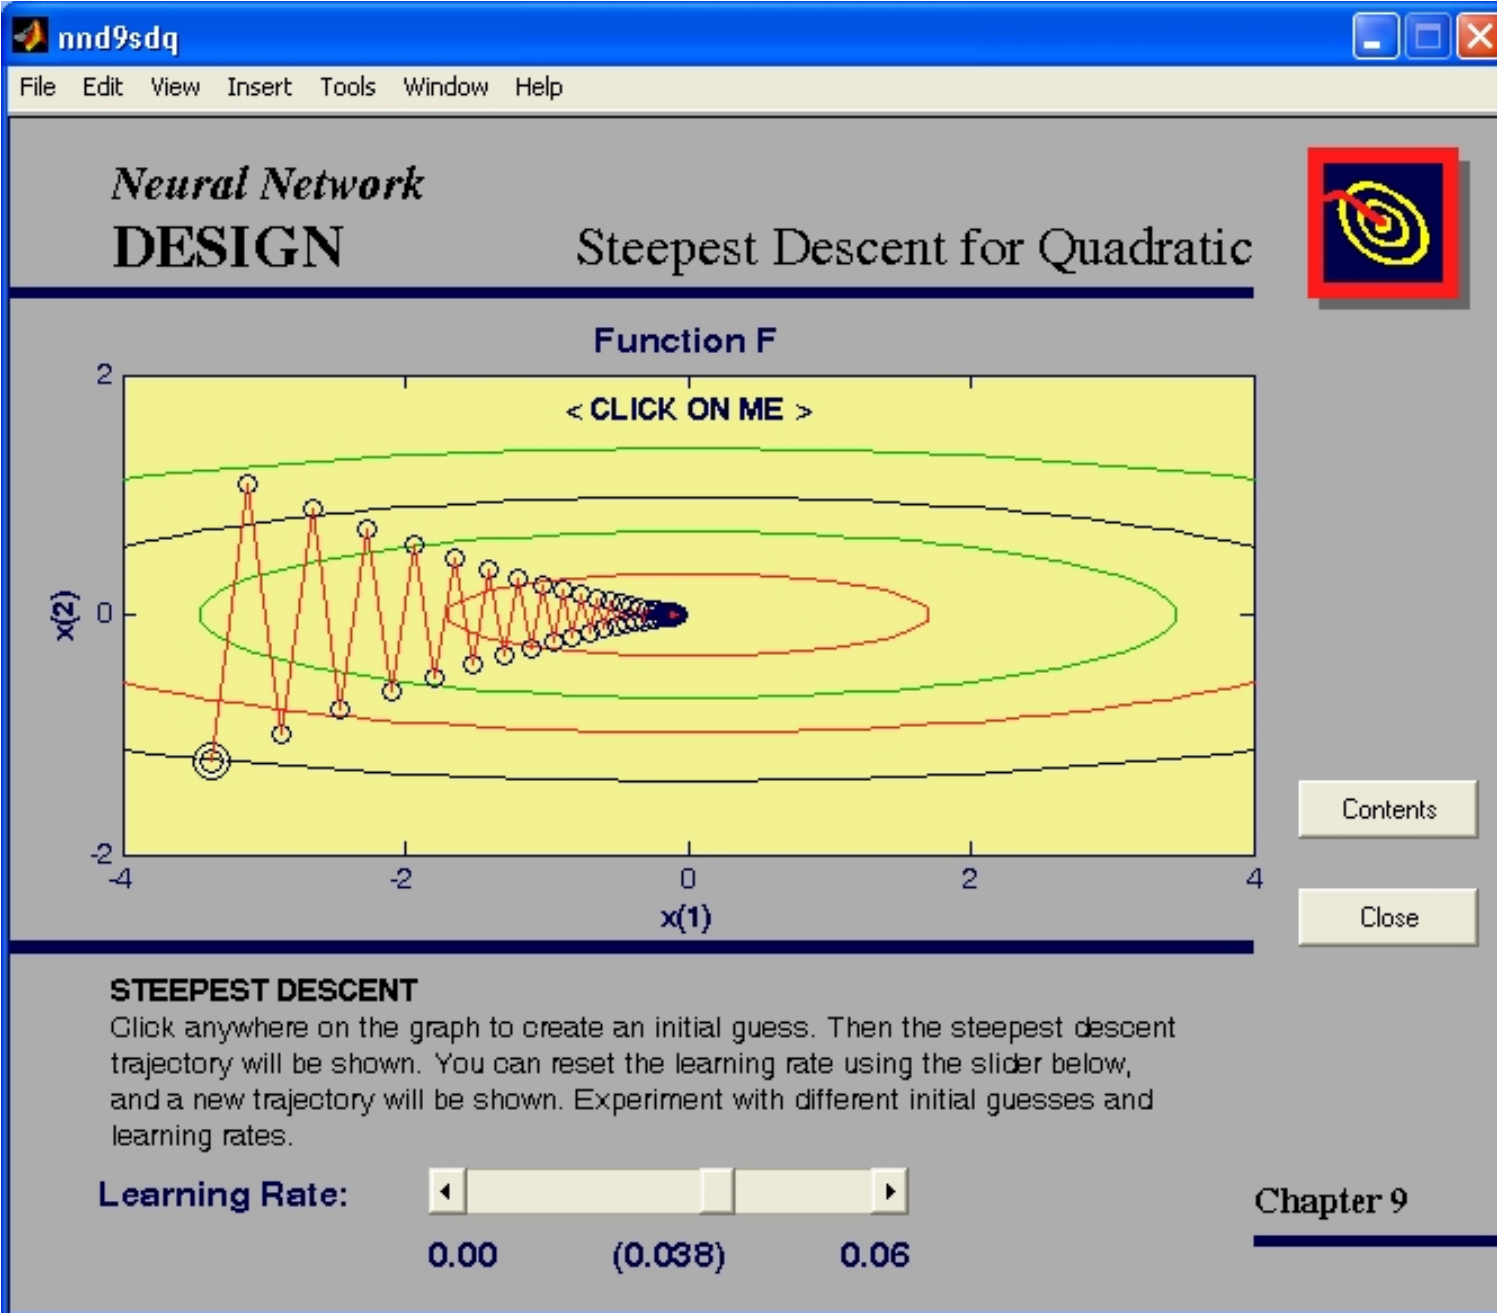 nnd9sdq
File Edit View Insert Tools Window Help
Neural Network
DESIGN
Steepest Descent for Quadratic
Function F
< CLICK ON ME >
2
0
-2
x(2)
-4 -2 0 2 4
x(1)
Contents
Close
STEEPEST DESCENT
Click anywhere on the graph to create an initial guess. Then the steepest descent
trajectory will be shown. You can reset the learning rate using the slider below,
and a new trajectory will be shown. Experiment with different initial guesses and
learning rates.
Learning Rate:
0.00 (0.038) 0.06
Chapter 9